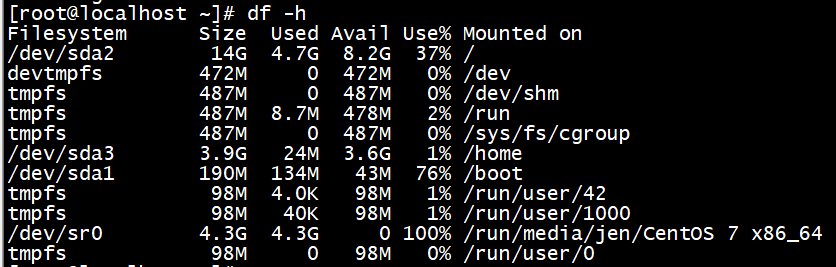 [root@localhost ~]# df -h
Filesystem      Size  Used Avail Use% Mounted on
/dev/sda2        14G  4.7G  8.2G  37% /
devtmpfs        472M     0  472M   0% /dev
tmpfs           487M     0  487M   0% /dev/shm
tmpfs           487M  8.7M  478M   2% /run
tmpfs           487M     0  487M   0% /sys/fs/cgroup
/dev/sda3       3.9G   24M  3.6G   1% /home
/dev/sda1       190M  134M   43M  76% /boot
tmpfs            98M  4.0K   98M   1% /run/user/42
tmpfs            98M   40K   98M   1% /run/user/1000
/dev/sr0        4.3G  4.3G     0 100% /run/media/jen/CentOS 7 x86_64
tmpfs            98M     0   98M   0% /run/user/0